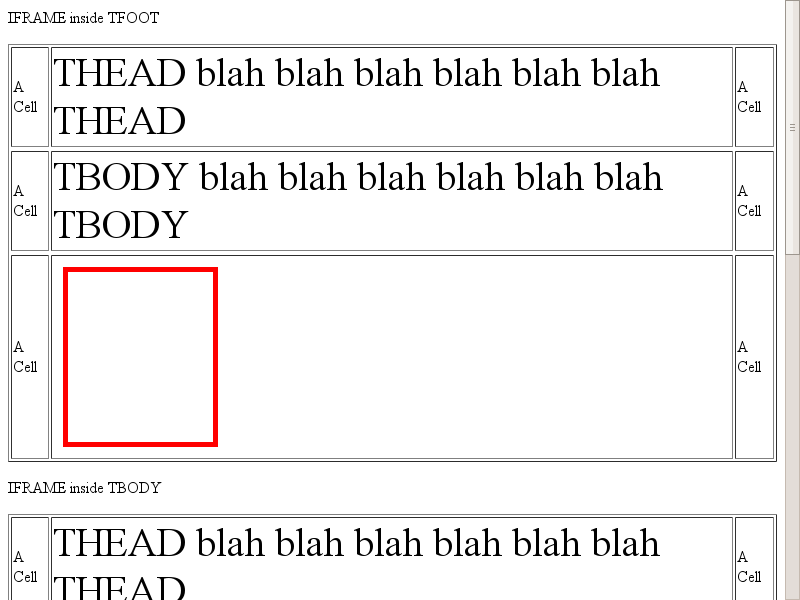 IFRAME inside TFOOT
A Cell
THEAD blah blah blah blah blah blah
THEAD
A Cell
A Cell
TBODY blah blah blah blah blah blah
TBODY
A Cell
A Cell
A Cell
IFRAME inside TBODY
A Cell
THEAD blah blah blah blah blah blah
THEAD
A Cell